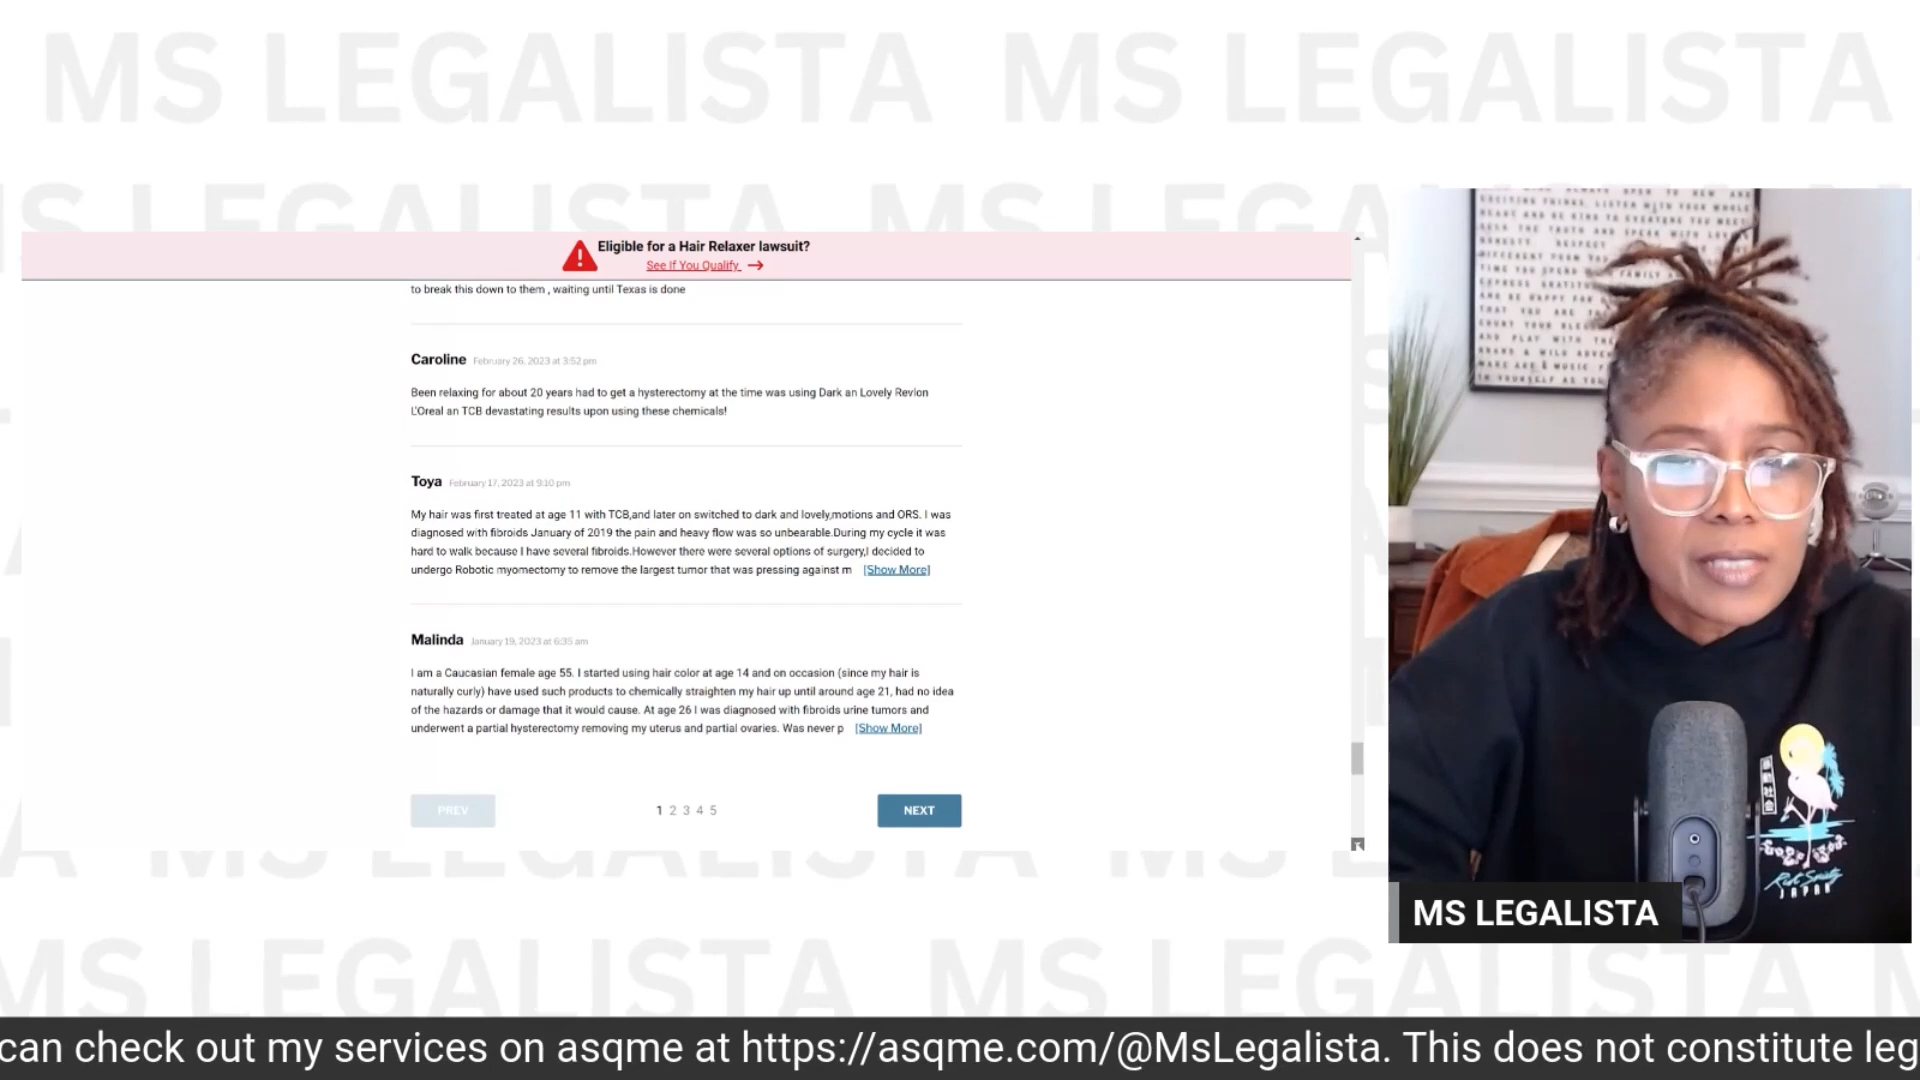 MS LEGALISTA MS LEGALISTA
S LEGALISTA MS LEGA
Eligible for a Hair Relaxer lawsuit?
See If You Qualify →
to break this down to them , waiting until Texas is done
Caroline February 26, 2023 at 3:52 pm
Been relaxing for about 20 years had to get a hysterectomy at the time was using Dark an Lovely Revlon
L'Oreal an TCB devastating results upon using these chemicals!
Toya February 17, 2023 at 9:10 pm
My hair was first treated at age 11 with TCB,and later on switched to dark and lovely,motions and ORS. I was
diagnosed with fibroids January of 2019 the pain and heavy flow was so unbearable.During my cycle it was
hard to walk because I have several fibroids.However there were several options of surgery,I decided to
undergo Robotic myomectomy to remove the largest tumor that was pressing against m [Show More]
Malinda January 19, 2023 at 6:35 am
I am a Caucasian female age 55. I started using hair color at age 14 and on occasion (since my hair is
naturally curly) have used such products to chemically straighten my hair up until around age 21, had no idea
of the hazards or damage that it would cause. At age 26 I was diagnosed with fibroids urine tumors and
underwent a partial hysterectomy removing my uterus and partial ovaries. Was never p [Show More]
PREV 1 2 3 4 5 NEXT
JAPAN
MS LEGALISTA
A MS LEGALISTA MS
MS LEGALISTA MS LEGALISTA
can check out my services on asqme at https://asqme.com/@MsLegalista. This does not constitute leg